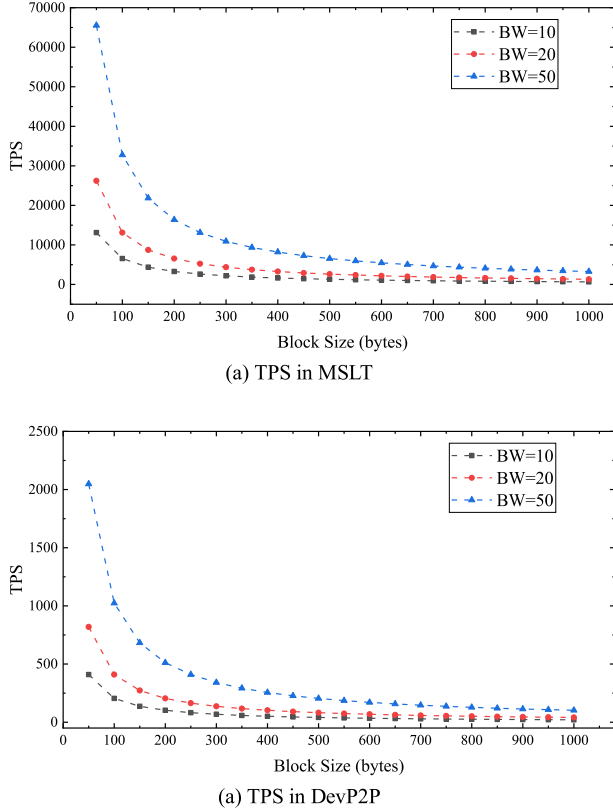 70000
60000
50000
40000
30000
20000
10000
0
TPS
BW=10
BW=20
BW=50
0 100 200 300 400 500 600 700 800 900 1000
Block Size (bytes)
(a) TPS in MSLT
2500
2000
1500
1000
500
0
TPS
BW=10
BW=20
BW=50
0 100 200 300 400 500 600 700 800 900 1000
Block Size (bytes)
(a) TPS in DevP2P